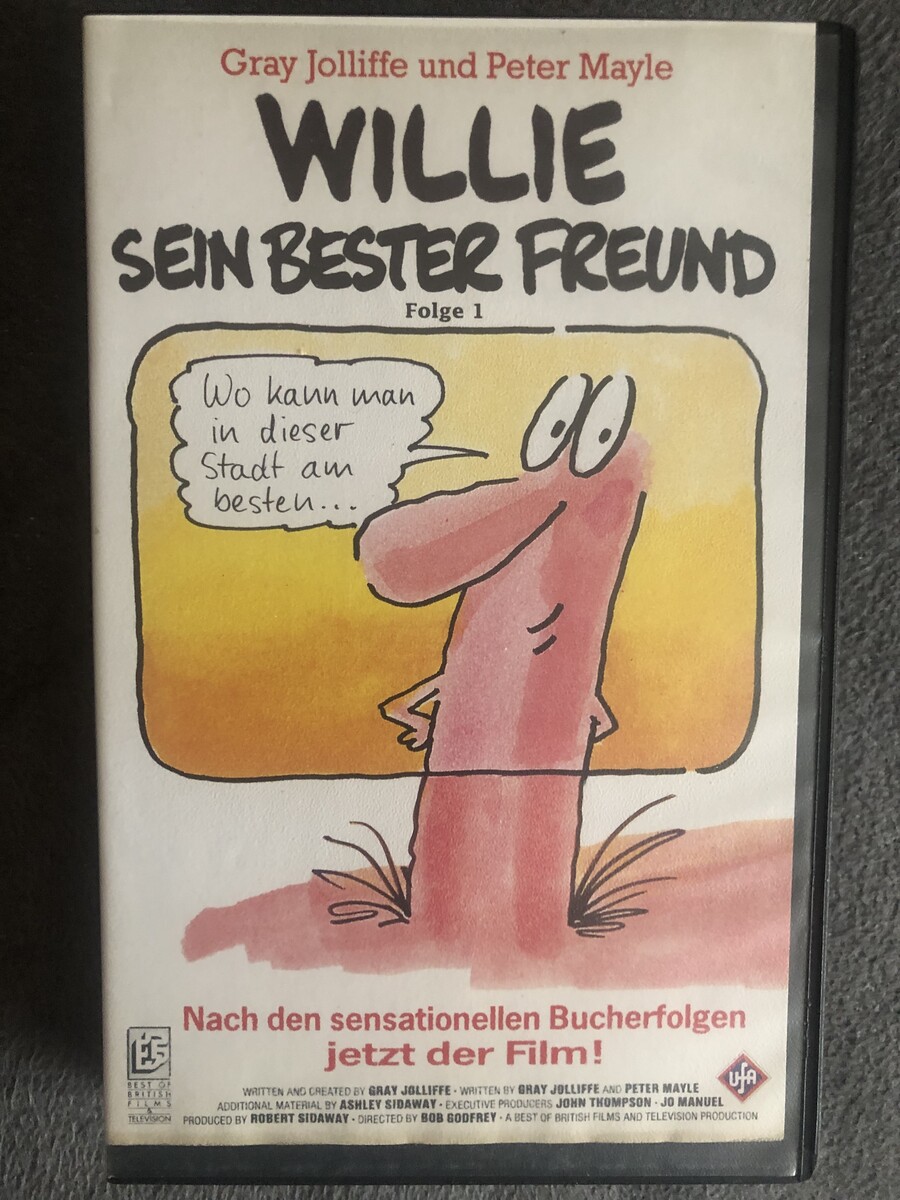 Gray Jolliffe und Peter Mayle
WILLIE
SEIN BESTER FREUND
Folge 1
Wo kann man
in dieser
Stadt am
besten...
Nach den sensationellen Bucherfolgen
jetzt der Film!
BEST OF
BRITISH
FILMS
&
TELEVISION
UFA
WRITTEN AND CREATED BY GRAY JOLLIFFE · WRITTEN BY GRAY JOLLIFFE AND PETER MAYLE
ADDITIONAL MATERIAL BY ASHLEY SIDAWAY · EXECUTIVE PRODUCERS JOHN THOMPSON · JO MANUEL
PRODUCED BY ROBERT SIDAWAY · DIRECTED BY BOB GODFREY · A BEST OF BRITISH FILMS AND TELEVISION PRODUCTION